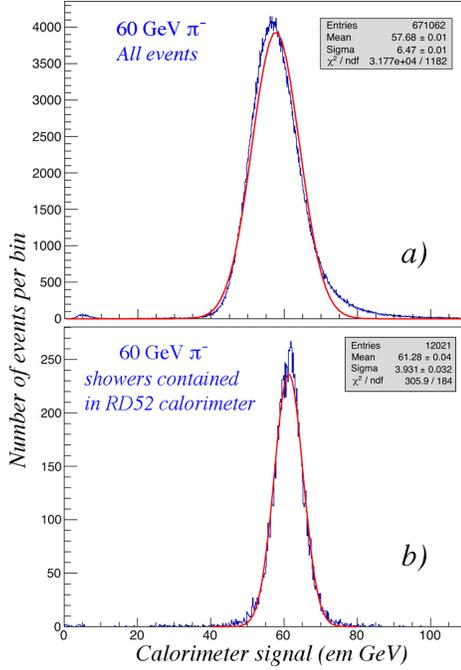 60 GeV π⁻
All events
Entries 671062
Mean 57.68 ± 0.01
Sigma 6.47 ± 0.01
χ² / ndf 3.177e+04 / 1182
4000
3500
3000
2500
2000
1500
1000
500
0
a)
Number of events per bin
60 GeV π⁻
showers contained
in RD52 calorimeter
Entries 12021
Mean 61.28 ± 0.04
Sigma 3.931 ± 0.032
χ² / ndf 305.9 / 184
250
200
150
100
50
0
b)
0 20 40 60 80 100
Calorimeter signal (em GeV)